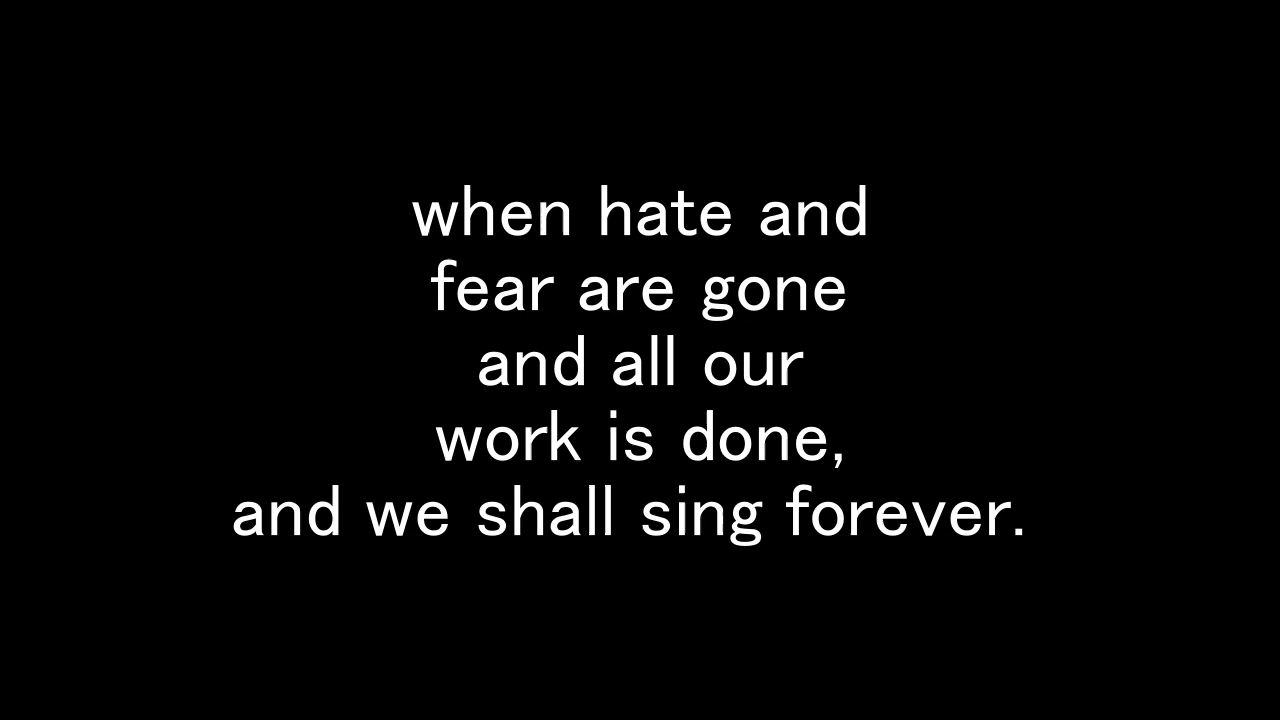 when hate and
fear are gone
and all our
work is done,
and we shall sing forever.